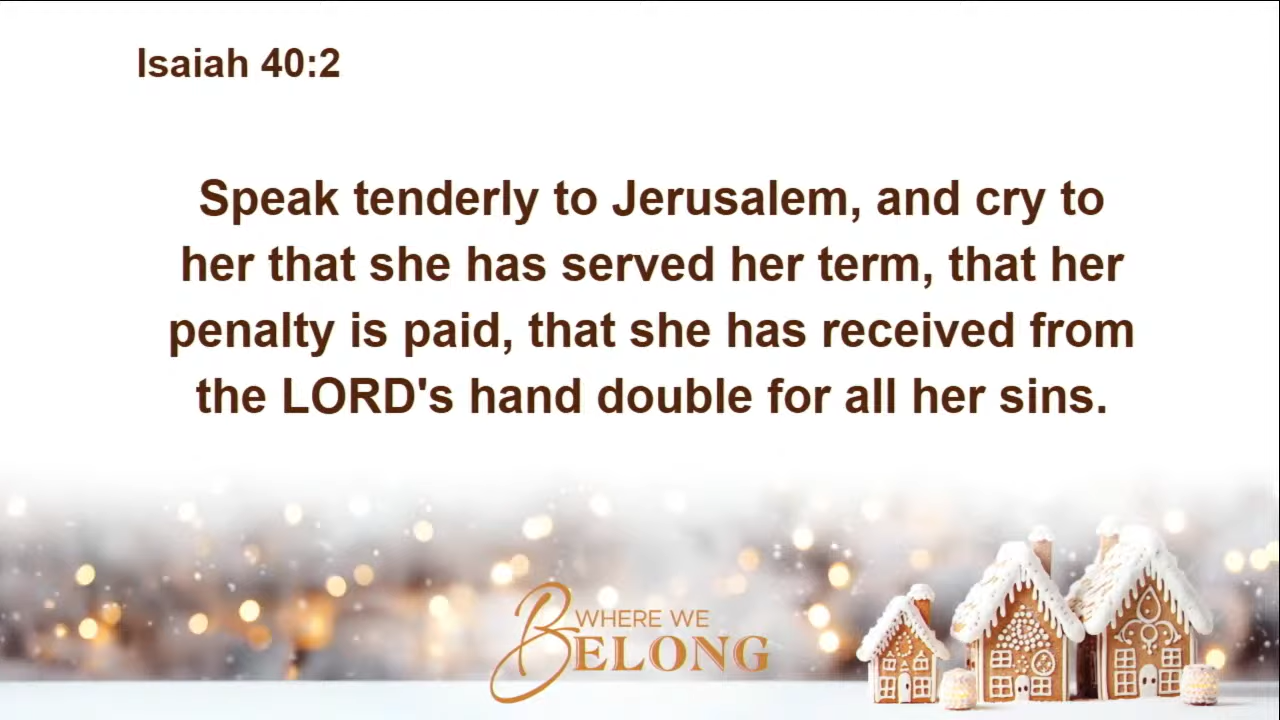 Isaiah 40:2
Speak tenderly to Jerusalem, and cry to
her that she has served her term, that her
penalty is paid, that she has received from
the LORD's hand double for all her sins.
WHERE WE
BELONG